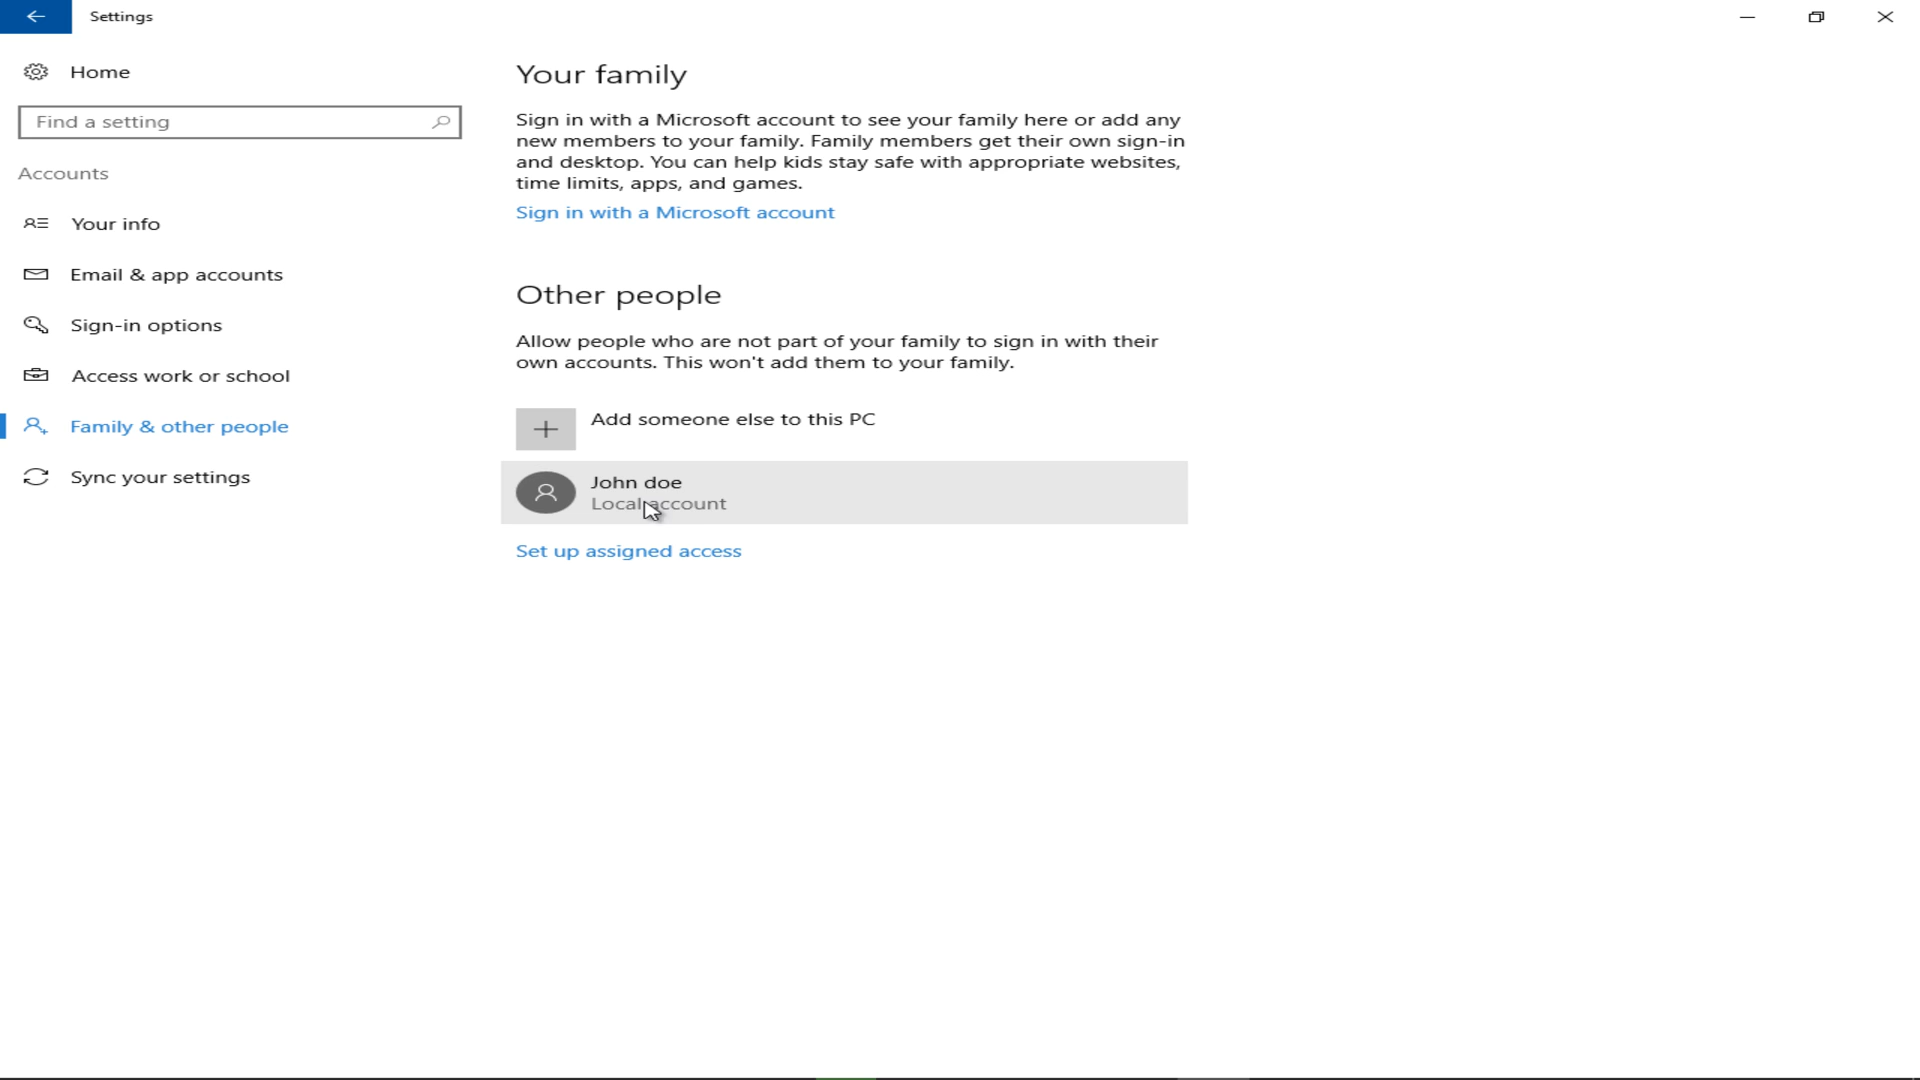 Settings
Home
Find a setting
Accounts
Your info
Email & app accounts
Sign-in options
Access work or school
Family & other people
Sync your settings
Your family
Sign in with a Microsoft account to see your family here or add any
new members to your family. Family members get their own sign-in
and desktop. You can help kids stay safe with appropriate websites,
time limits, apps, and games.
Sign in with a Microsoft account
Other people
Allow people who are not part of your family to sign in with their
own accounts. This won't add them to your family.
Add someone else to this PC
John doe
Local account
Set up assigned access